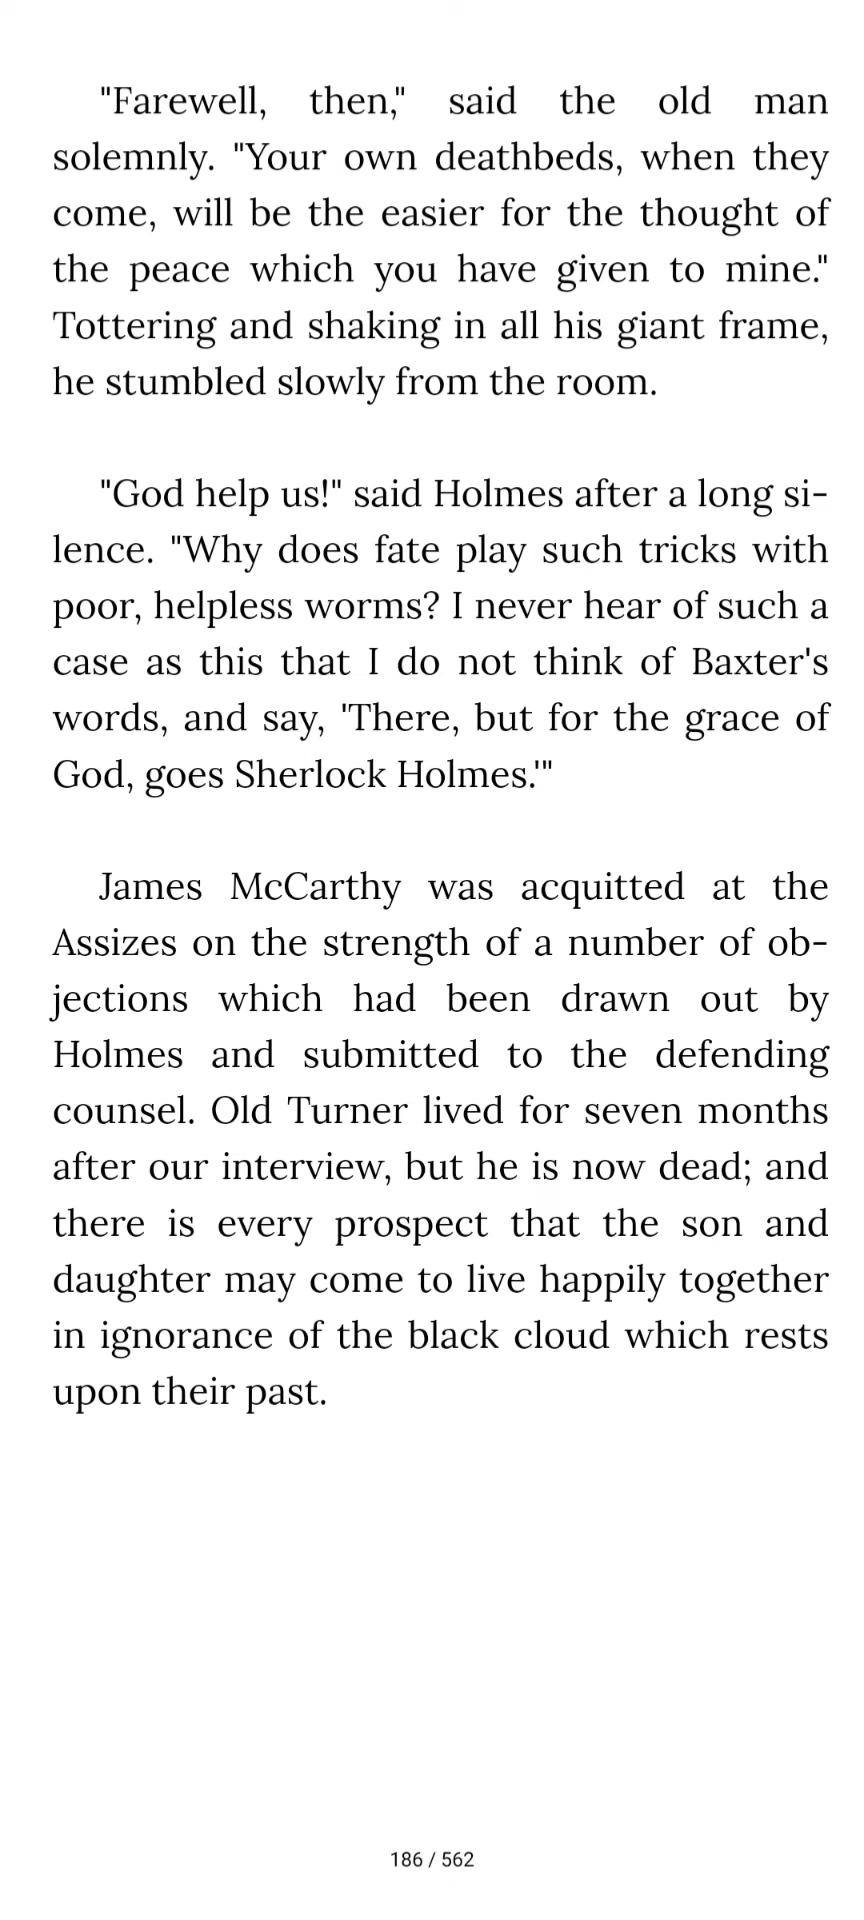 "Farewell, then," said the old man
solemnly. "Your own deathbeds, when they
come, will be the easier for the thought of
the peace which you have given to mine."
Tottering and shaking in all his giant frame,
he stumbled slowly from the room.
"God help us!" said Holmes after a long si-
lence. "Why does fate play such tricks with
poor, helpless worms? I never hear of such a
case as this that I do not think of Baxter's
words, and say, 'There, but for the grace of
God, goes Sherlock Holmes.'"
James McCarthy was acquitted at the
Assizes on the strength of a number of ob-
jections which had been drawn out by
Holmes and submitted to the defending
counsel. Old Turner lived for seven months
after our interview, but he is now dead; and
there is every prospect that the son and
daughter may come to live happily together
in ignorance of the black cloud which rests
upon their past.
186 / 562